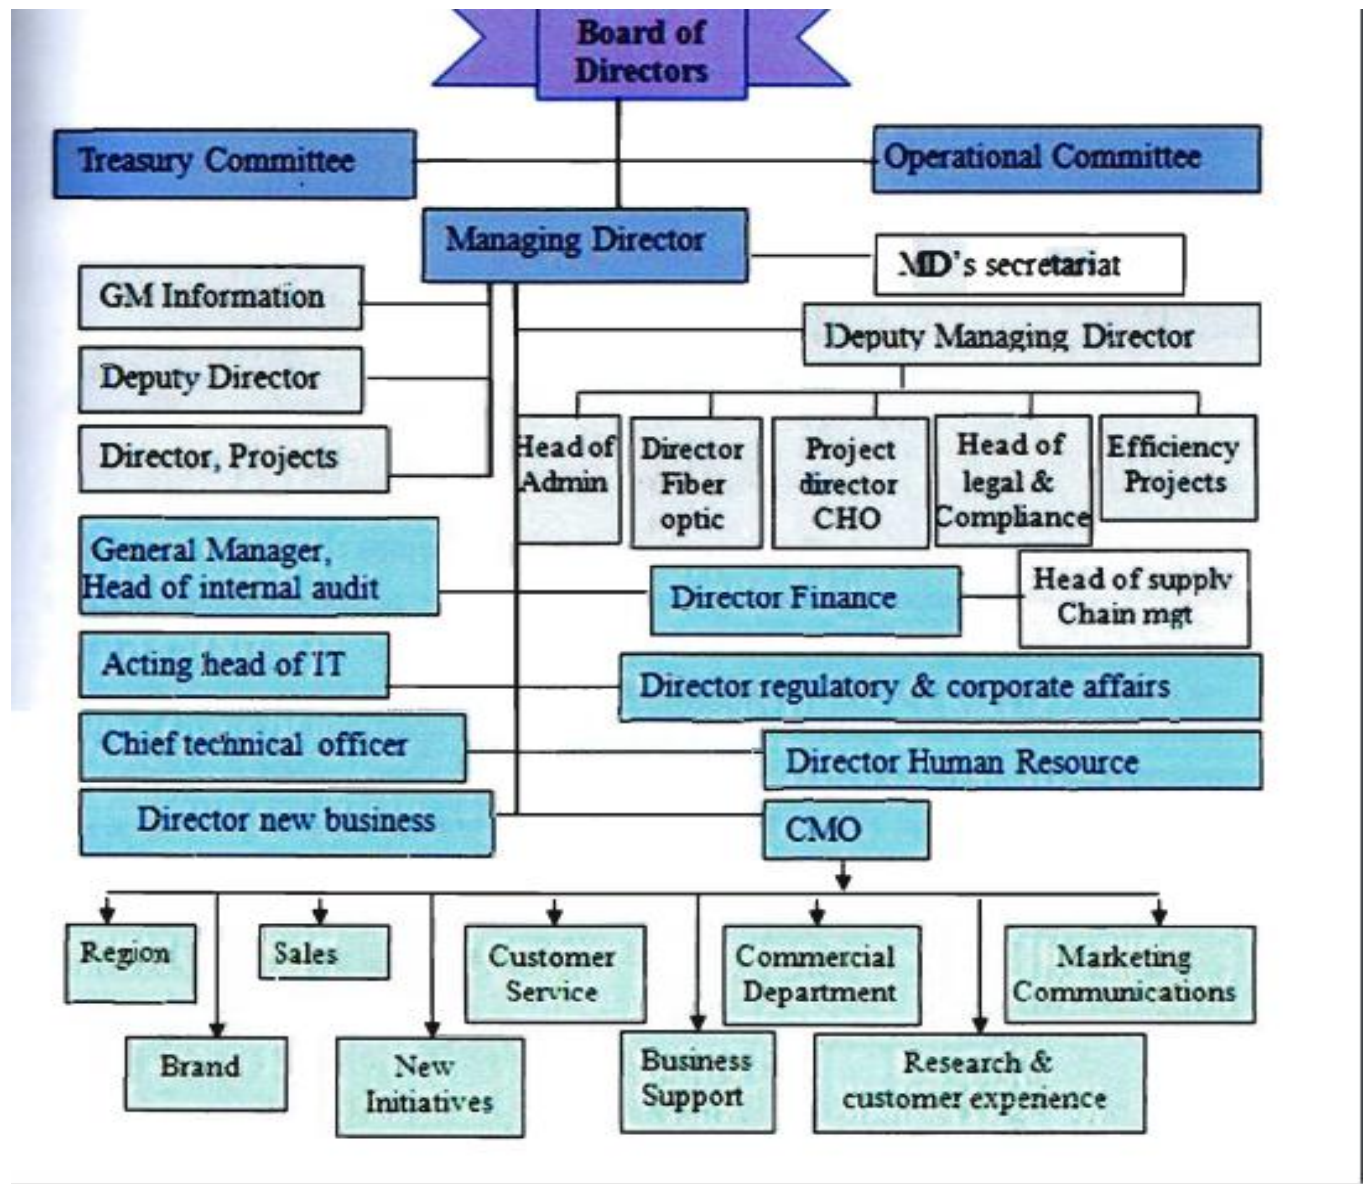 Board of
Directors
Treasury Committee
Operational Committee
Managing Director
MD's secretariat
GM Information
Deputy Managing Director
Deputy Director
Director, Projects
Head of
Admin
Director
Fiber
optic
Project
director
CHO
Head of
legal &
Compliance
Efficiency
Projects
General Manager,
Head of internal audit
Director Finance
Head of supply
Chain mgt
Acting head of IT
Director regulatory & corporate affairs
Chief technical officer
Director Human Resource
Director new business
CMO
Region
Sales
Customer
Service
Commercial
Department
Marketing
Communications
Brand
New
Initiatives
Business
Support
Research &
customer experience